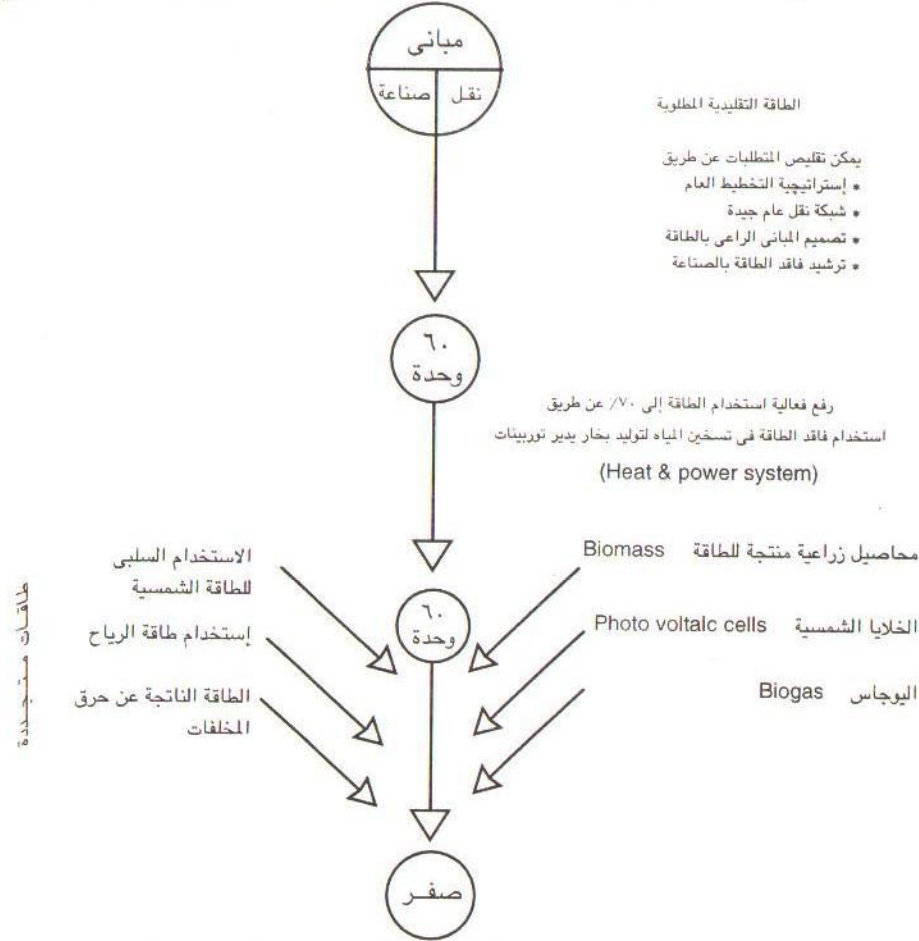 مبانى
نقل صناعة
الطاقة التقليدية المطلوبة
يمكن تقليص المتطلبات عن طريق
* إستراتيجية التخطيط العام
* شبكة نقل عام جيدة
* تصميم المبانى الراعى بالطاقة
* ترشيد فاقد الطاقة بالصناعة
٦٠
وحدة
رفع فعالية استخدام الطاقة إلى ٧٠٪ عن طريق
استخدام فاقد الطاقة فى تسخين المياه لتوليد بخار يدير توربينات
(Heat & power system)
محاصيل زراعية منتجة للطاقة Biomass
الخلايا الشمسية Photo voltalc cells
اليوجاس Biogas
٦٠
وحدة
الاستخدام السلبى
للطاقة الشمسية
إستخدام طاقة الرياح
الطاقة الناتجة عن حرق
المخلفات
طاقات متجددة
صفر